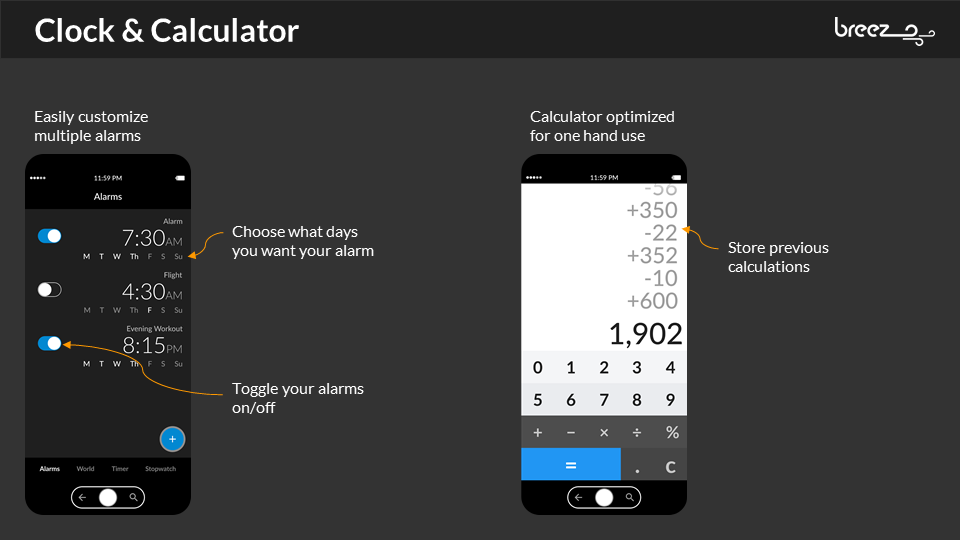 Clock & Calculator
breez
Easily customize
multiple alarms
11:59 PM
Alarms
Alarm
7:30AM
M T W Th F S Su
Flight
4:30AM
M T W Th F S Su
Evening Workout
8:15PM
M T W Th F S Su
+
Alarms World Timer Stopwatch
Choose what days
you want your alarm
Toggle your alarms
on/off
Calculator optimized
for one hand use
11:59 PM
-56
+350
-22
+352
-10
+600
1,902
0 1 2 3 4
5 6 7 8 9
+ − × ÷ %
= . c
Store previous
calculations